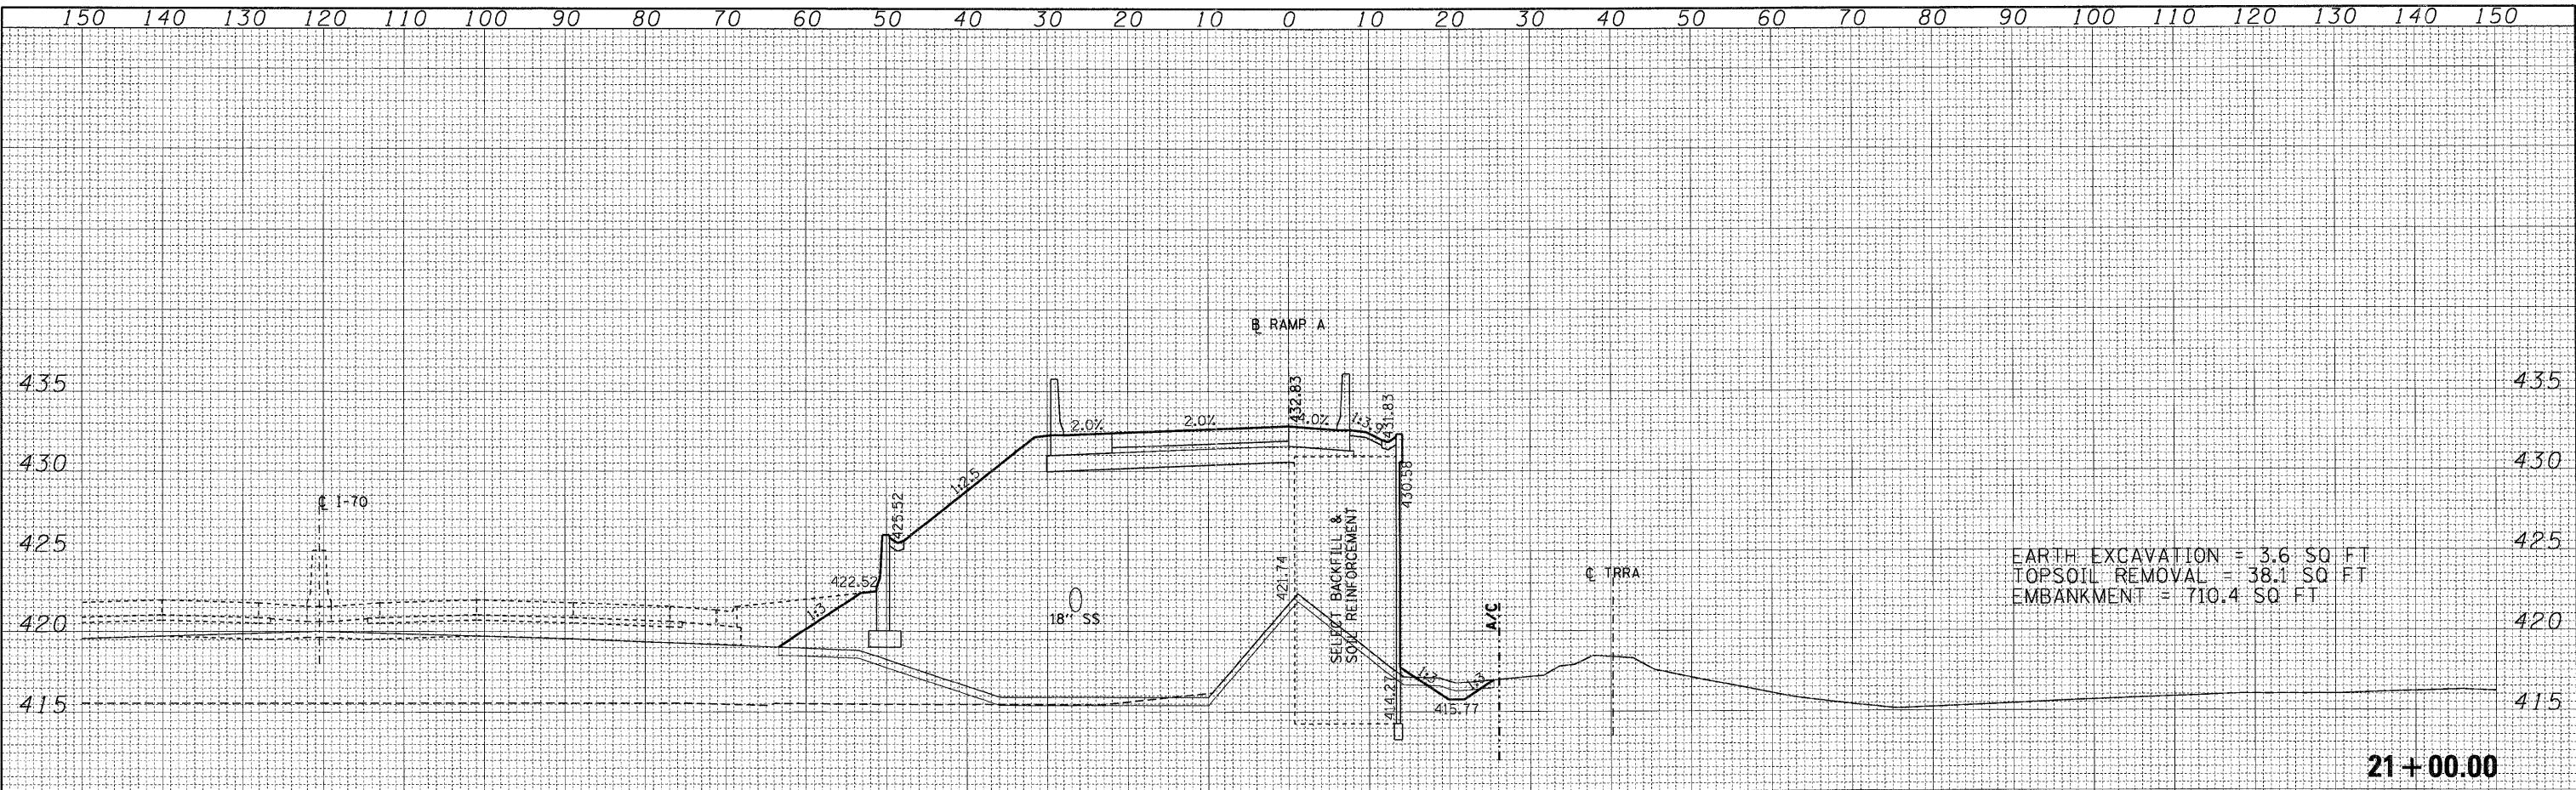 150 140 130 120 110 100 90 80 70 60 50 40 30 20 10 0 10 20 30 40 50 60 70 80 90 100 110 120 130 140 150
℄ RAMP A
435 435
432.83
431.83
2.0% 2.0% 4.0% 1:3.9
430 430
430.58
1:2.5
℄ I-70
425.52
425 425
SELECT BACKFILL &
SOIL REINFORCEMENT
EARTH EXCAVATION = 3.6 SQ FT
TOPSOIL REMOVAL = 38.1 SQ FT
EMBANKMENT = 710.4 SQ FT
℄ TRRA
422.52
421.74
1:3
18" SS
A/C
420 420
1:3 1:3
414.27
415.77
415 415
21+00.00